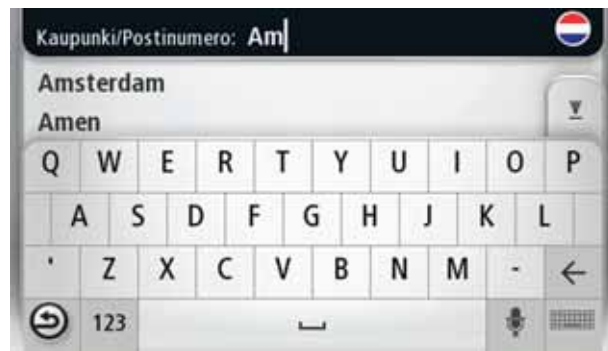 Kaupunki/Postinumero: Am
Amsterdam
Amen
Q W E R T Y U I O P
A S D F G H J K L
' Z X C V B N M -
123